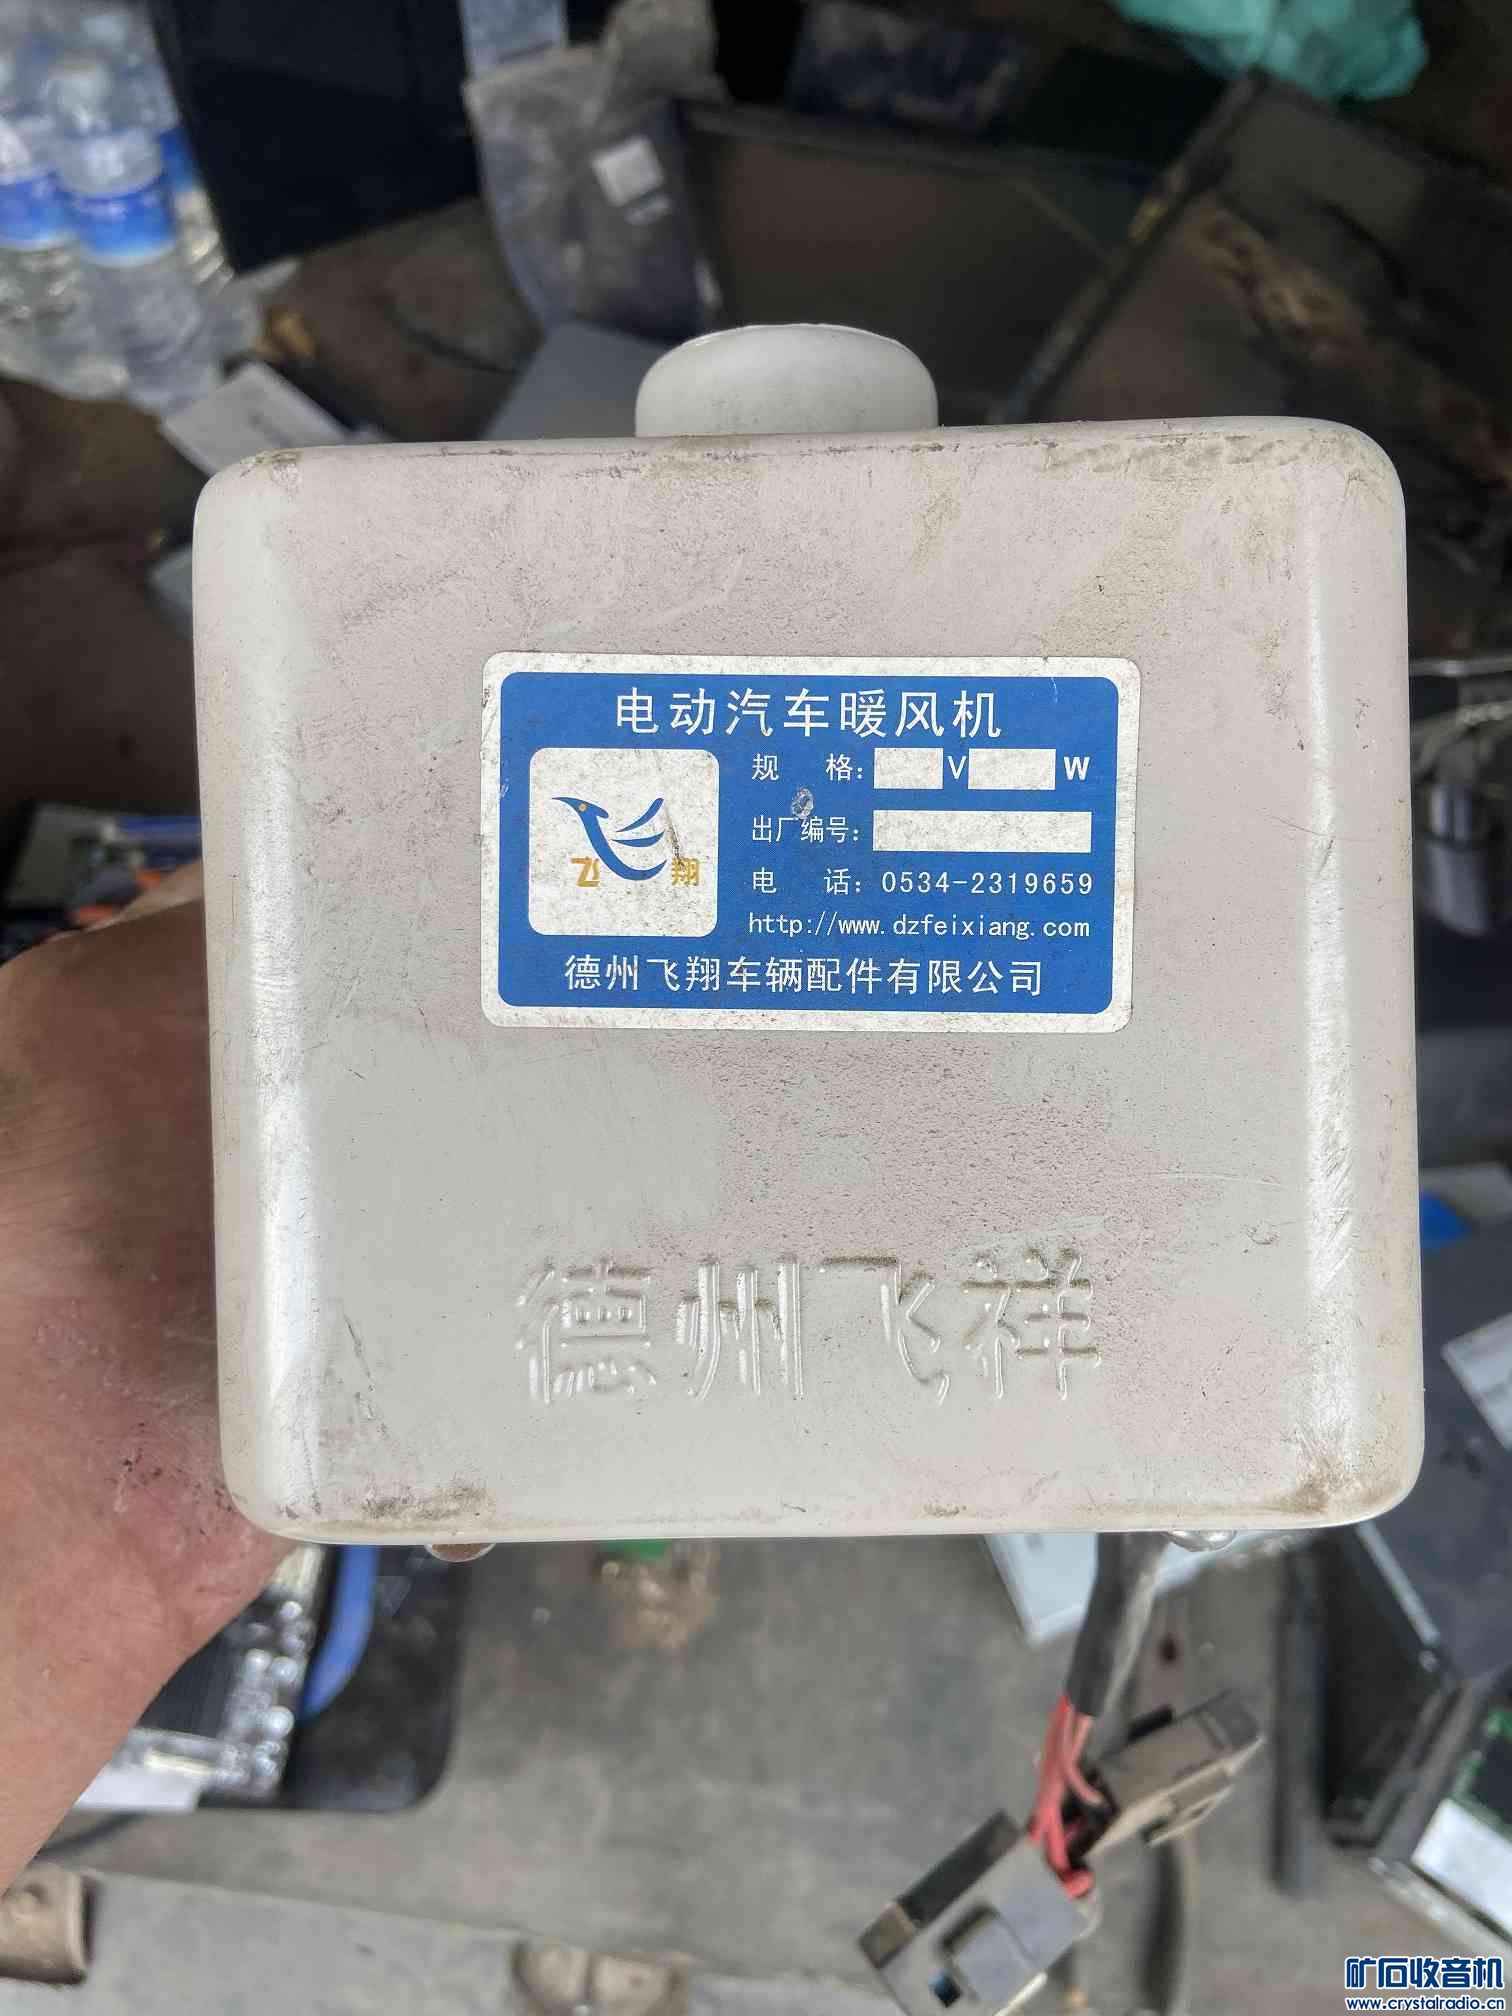 电动汽车暖风机
规 格： V W
出厂编号：
电 话：0534-2319659
http://www.dzfeixiang.com
飞翔
德州飞翔车辆配件有限公司
德州飞祥
矿石收音机
www.crystalradio.cn